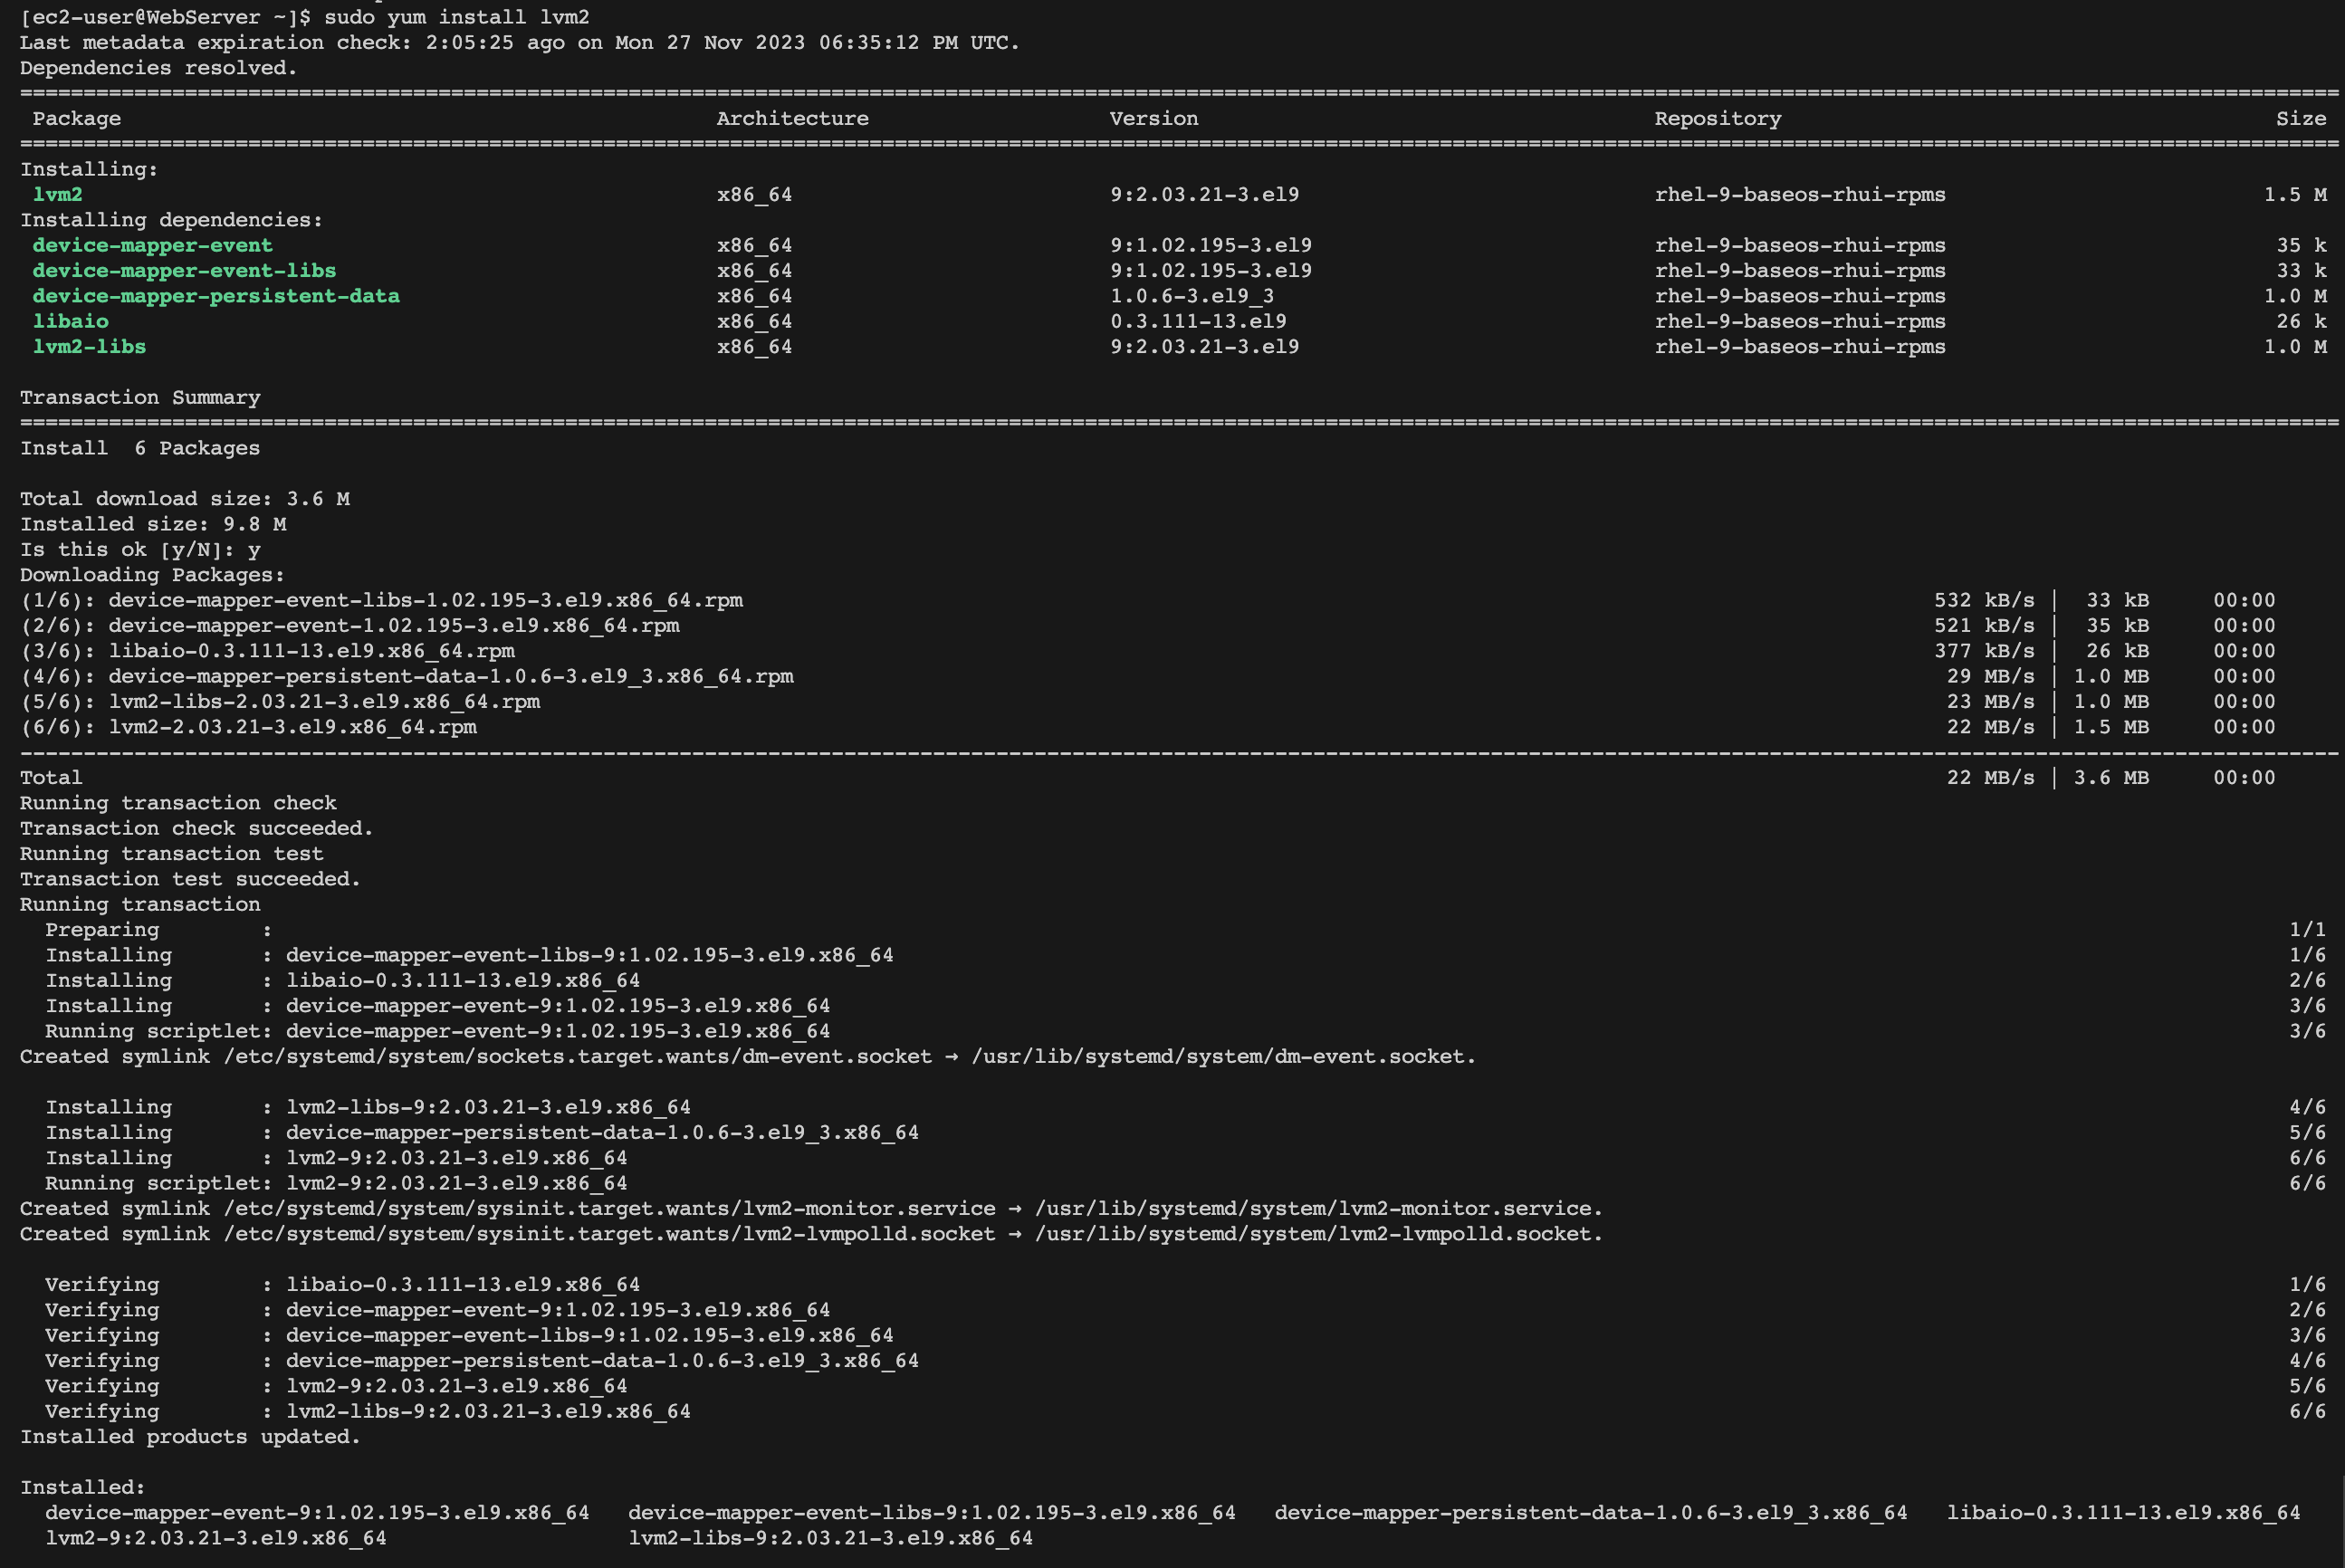 [ec2-user@WebServer ~]$ sudo yum install lvm2
Last metadata expiration check: 2:05:25 ago on Mon 27 Nov 2023 06:35:12 PM UTC.
Dependencies resolved.
================================================================================
Package Architecture Version Repository Size
================================================================================
Installing:
lvm2 x86_64 9:2.03.21-3.el9 rhel-9-baseos-rhui-rpms 1.5 M
Installing dependencies:
device-mapper-event x86_64 9:1.02.195-3.el9 rhel-9-baseos-rhui-rpms 35 k
device-mapper-event-libs x86_64 9:1.02.195-3.el9 rhel-9-baseos-rhui-rpms 33 k
device-mapper-persistent-data x86_64 1.0.6-3.el9_3 rhel-9-baseos-rhui-rpms 1.0 M
libaio x86_64 0.3.111-13.el9 rhel-9-baseos-rhui-rpms 26 k
lvm2-libs x86_64 9:2.03.21-3.el9 rhel-9-baseos-rhui-rpms 1.0 M
Transaction Summary
================================================================================
Install 6 Packages
Total download size: 3.6 M
Installed size: 9.8 M
Is this ok [y/N]: y
Downloading Packages:
(1/6): device-mapper-event-libs-1.02.195-3.el9.x86_64.rpm 532 kB/s | 33 kB 00:00
(2/6): device-mapper-event-1.02.195-3.el9.x86_64.rpm 521 kB/s | 35 kB 00:00
(3/6): libaio-0.3.111-13.el9.x86_64.rpm 377 kB/s | 26 kB 00:00
(4/6): device-mapper-persistent-data-1.0.6-3.el9_3.x86_64.rpm 29 MB/s | 1.0 MB 00:00
(5/6): lvm2-libs-2.03.21-3.el9.x86_64.rpm 23 MB/s | 1.0 MB 00:00
(6/6): lvm2-2.03.21-3.el9.x86_64.rpm 22 MB/s | 1.5 MB 00:00
--------------------------------------------------------------------------------
Total 22 MB/s | 3.6 MB 00:00
Running transaction check
Transaction check succeeded.
Running transaction test
Transaction test succeeded.
Running transaction
Preparing : 1/1
Installing : device-mapper-event-libs-9:1.02.195-3.el9.x86_64 1/6
Installing : libaio-0.3.111-13.el9.x86_64 2/6
Installing : device-mapper-event-9:1.02.195-3.el9.x86_64 3/6
Running scriptlet: device-mapper-event-9:1.02.195-3.el9.x86_64 3/6
Created symlink /etc/systemd/system/sockets.target.wants/dm-event.socket → /usr/lib/systemd/system/dm-event.socket.
Installing : lvm2-libs-9:2.03.21-3.el9.x86_64 4/6
Installing : device-mapper-persistent-data-1.0.6-3.el9_3.x86_64 5/6
Installing : lvm2-9:2.03.21-3.el9.x86_64 6/6
Running scriptlet: lvm2-9:2.03.21-3.el9.x86_64 6/6
Created symlink /etc/systemd/system/sysinit.target.wants/lvm2-monitor.service → /usr/lib/systemd/system/lvm2-monitor.service.
Created symlink /etc/systemd/system/sysinit.target.wants/lvm2-lvmpolld.socket → /usr/lib/systemd/system/lvm2-lvmpolld.socket.
Verifying : libaio-0.3.111-13.el9.x86_64 1/6
Verifying : device-mapper-event-9:1.02.195-3.el9.x86_64 2/6
Verifying : device-mapper-event-libs-9:1.02.195-3.el9.x86_64 3/6
Verifying : device-mapper-persistent-data-1.0.6-3.el9_3.x86_64 4/6
Verifying : lvm2-9:2.03.21-3.el9.x86_64 5/6
Verifying : lvm2-libs-9:2.03.21-3.el9.x86_64 6/6
Installed products updated.
Installed:
device-mapper-event-9:1.02.195-3.el9.x86_64 device-mapper-event-libs-9:1.02.195-3.el9.x86_64 device-mapper-persistent-data-1.0.6-3.el9_3.x86_64 libaio-0.3.111-13.el9.x86_64
lvm2-9:2.03.21-3.el9.x86_64 lvm2-libs-9:2.03.21-3.el9.x86_64